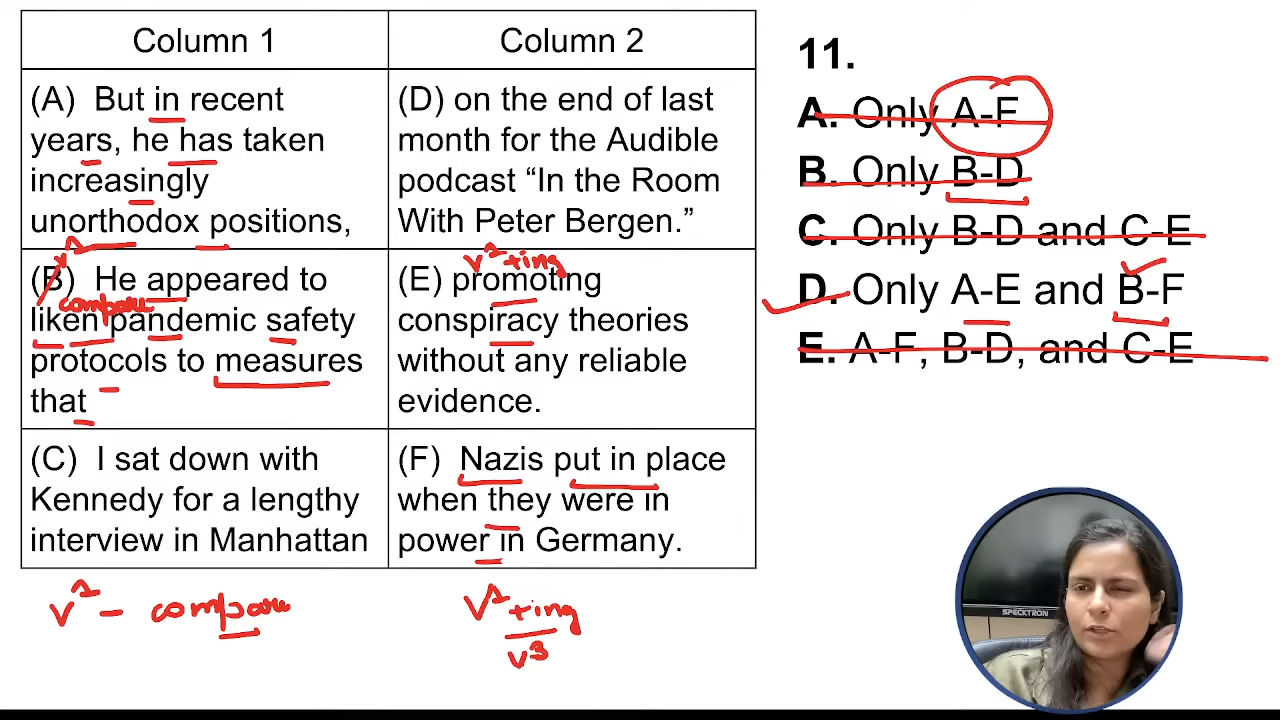 Column 1
Column 2
(A) But in recent
years, he has taken
increasingly
unorthodox positions,
(D) on the end of last
month for the Audible
podcast “In the Room
With Peter Bergen.”
v1
(B) He appeared to
compare
liken pandemic safety
protocols to measures
that
v1+ing
(E) promoting
conspiracy theories
without any reliable
evidence.
(C) I sat down with
Kennedy for a lengthy
interview in Manhattan
(F) Nazis put in place
when they were in
power in Germany.
v1 - compare
v1+ing
v3
11.
A. Only A-F
B. Only B-D
C. Only B-D and C-E
D. Only A-E and B-F
E. A-F, B-D, and C-E
SPECKTRON